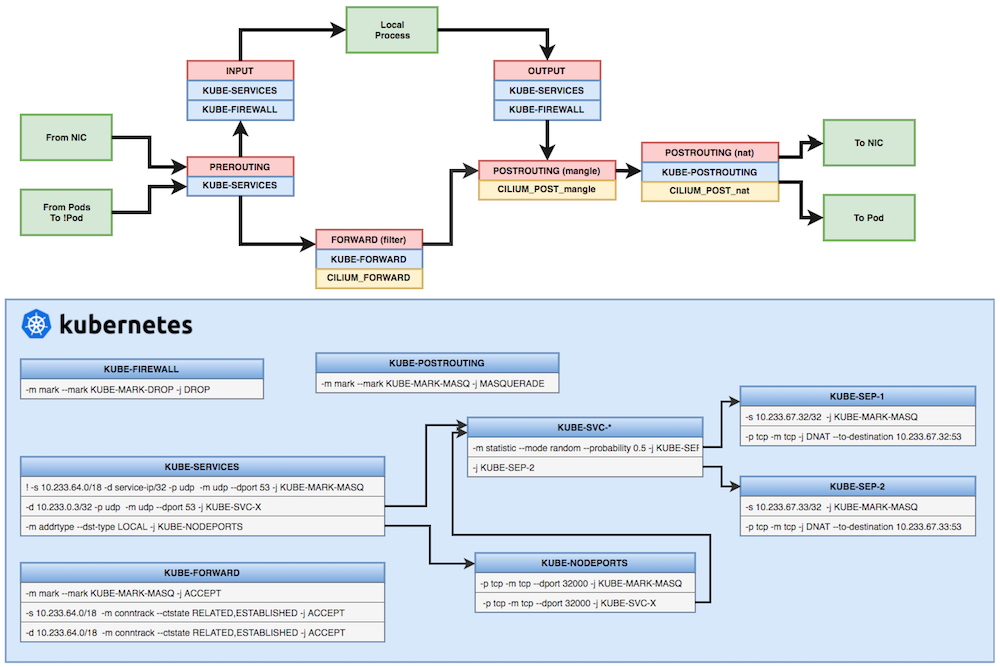 Local
Process
INPUT
KUBE-SERVICES
KUBE-FIREWALL
OUTPUT
KUBE-SERVICES
KUBE-FIREWALL
From NIC
PREROUTING
KUBE-SERVICES
From Pods
To !Pod
FORWARD (filter)
KUBE-FORWARD
CILIUM_FORWARD
POSTROUTING (mangle)
CILIUM_POST_mangle
POSTROUTING (nat)
KUBE-POSTROUTING
CILIUM_POST_nat
To NIC
To Pod
kubernetes
KUBE-FIREWALL
-m mark --mark KUBE-MARK-DROP -j DROP
KUBE-POSTROUTING
-m mark --mark KUBE-MARK-MASQ -j MASQUERADE
KUBE-SERVICES
! -s 10.233.64.0/18 -d service-ip/32 -p udp -m udp --dport 53 -j KUBE-MARK-MASQ
-d 10.233.0.3/32 -p udp -m udp --dport 53 -j KUBE-SVC-X
-m addrtype --dst-type LOCAL -j KUBE-NODEPORTS
KUBE-FORWARD
-m mark --mark KUBE-MARK-MASQ -j ACCEPT
-s 10.233.64.0/18 -m conntrack --ctstate RELATED,ESTABLISHED -j ACCEPT
-d 10.233.64.0/18 -m conntrack --ctstate RELATED,ESTABLISHED -j ACCEPT
KUBE-SVC-*
-m statistic --mode random --probability 0.5 -j KUBE-SEP
-j KUBE-SEP-2
KUBE-NODEPORTS
-p tcp -m tcp --dport 32000 -j KUBE-MARK-MASQ
-p tcp -m tcp --dport 32000 -j KUBE-SVC-X
KUBE-SEP-1
-s 10.233.67.32/32 -j KUBE-MARK-MASQ
-p tcp -m tcp -j DNAT --to-destination 10.233.67.32:53
KUBE-SEP-2
-s 10.233.67.33/32 -j KUBE-MARK-MASQ
-p tcp -m tcp -j DNAT --to-destination 10.233.67.33:53